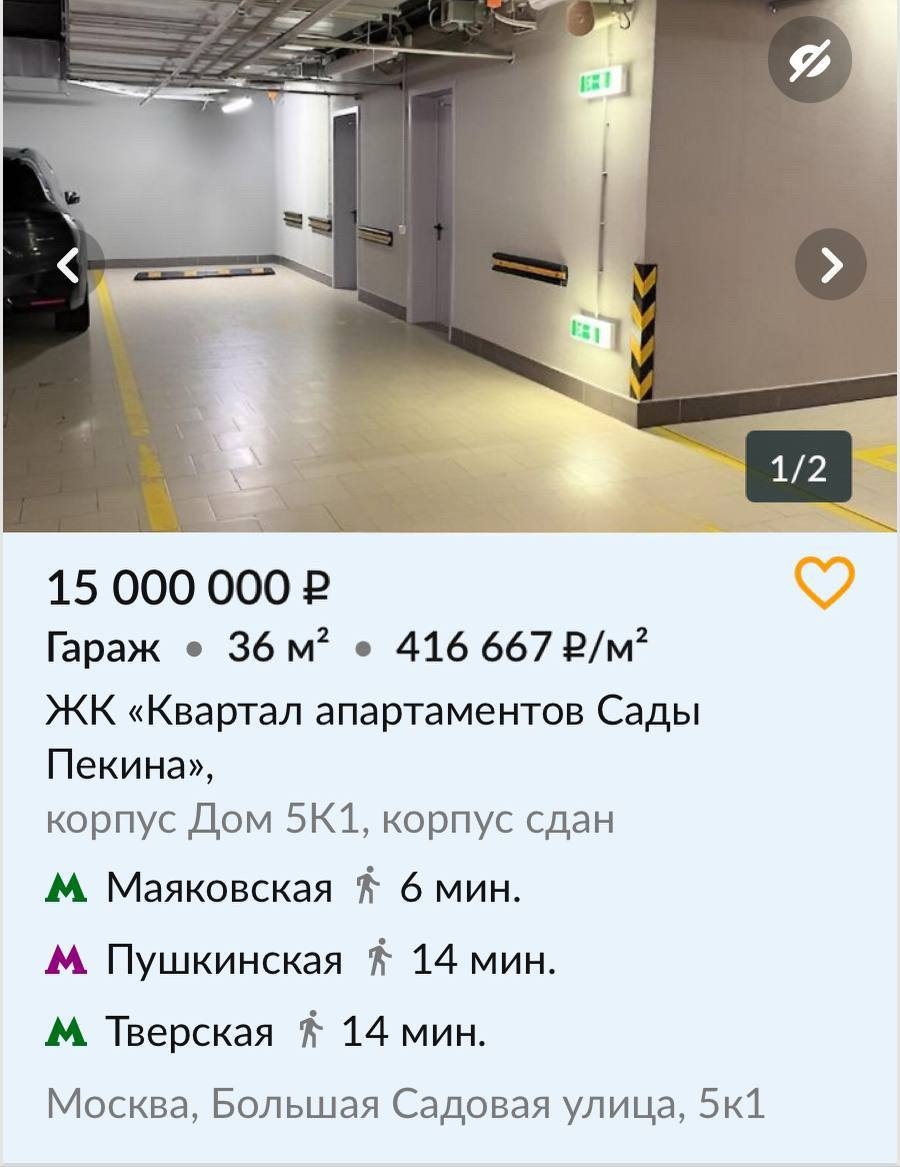 1/2
15 000 000 ₽
Гараж • 36 м² • 416 667 ₽/м²
ЖК «Квартал апартаментов Сады
Пекина»,
корпус Дом 5К1, корпус сдан
Маяковская 6 мин.
Пушкинская 14 мин.
Тверская 14 мин.
Москва, Большая Садовая улица, 5к1